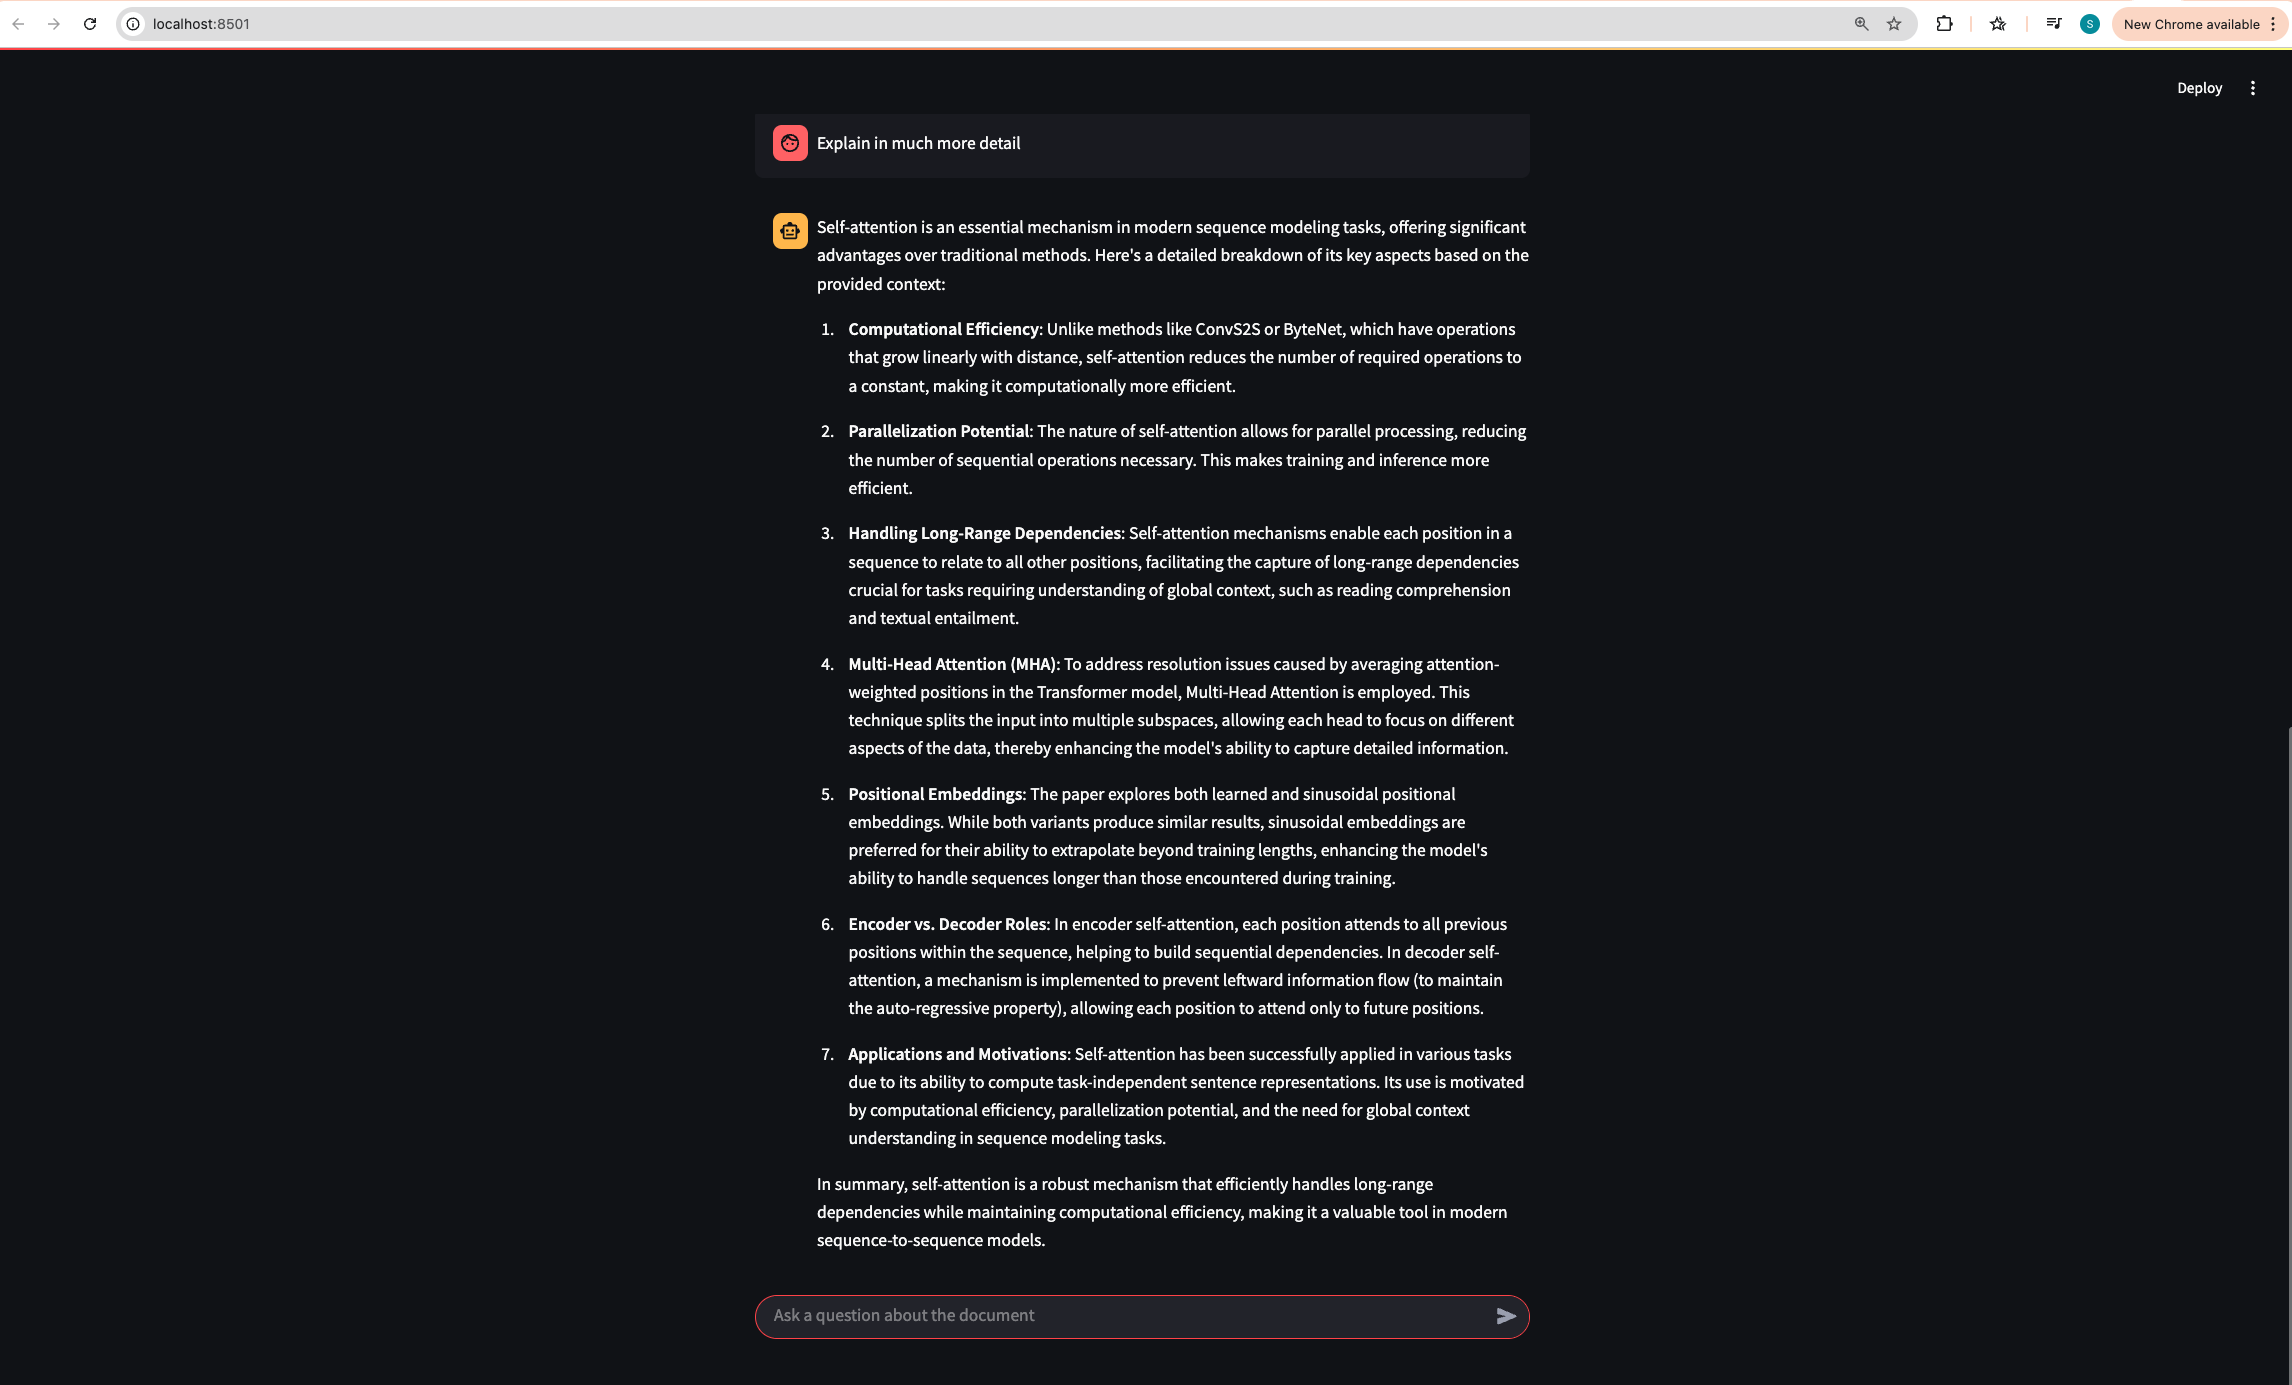 localhost:8501
S
New Chrome available
Deploy
Explain in much more detail
Self-attention is an essential mechanism in modern sequence modeling tasks, offering significant
advantages over traditional methods. Here's a detailed breakdown of its key aspects based on the
provided context:
1. Computational Efficiency: Unlike methods like ConvS2S or ByteNet, which have operations
that grow linearly with distance, self-attention reduces the number of required operations to
a constant, making it computationally more efficient.
2. Parallelization Potential: The nature of self-attention allows for parallel processing, reducing
the number of sequential operations necessary. This makes training and inference more
efficient.
3. Handling Long-Range Dependencies: Self-attention mechanisms enable each position in a
sequence to relate to all other positions, facilitating the capture of long-range dependencies
crucial for tasks requiring understanding of global context, such as reading comprehension
and textual entailment.
4. Multi-Head Attention (MHA): To address resolution issues caused by averaging attention-
weighted positions in the Transformer model, Multi-Head Attention is employed. This
technique splits the input into multiple subspaces, allowing each head to focus on different
aspects of the data, thereby enhancing the model's ability to capture detailed information.
5. Positional Embeddings: The paper explores both learned and sinusoidal positional
embeddings. While both variants produce similar results, sinusoidal embeddings are
preferred for their ability to extrapolate beyond training lengths, enhancing the model's
ability to handle sequences longer than those encountered during training.
6. Encoder vs. Decoder Roles: In encoder self-attention, each position attends to all previous
positions within the sequence, helping to build sequential dependencies. In decoder self-
attention, a mechanism is implemented to prevent leftward information flow (to maintain
the auto-regressive property), allowing each position to attend only to future positions.
7. Applications and Motivations: Self-attention has been successfully applied in various tasks
due to its ability to compute task-independent sentence representations. Its use is motivated
by computational efficiency, parallelization potential, and the need for global context
understanding in sequence modeling tasks.
In summary, self-attention is a robust mechanism that efficiently handles long-range
dependencies while maintaining computational efficiency, making it a valuable tool in modern
sequence-to-sequence models.
Ask a question about the document